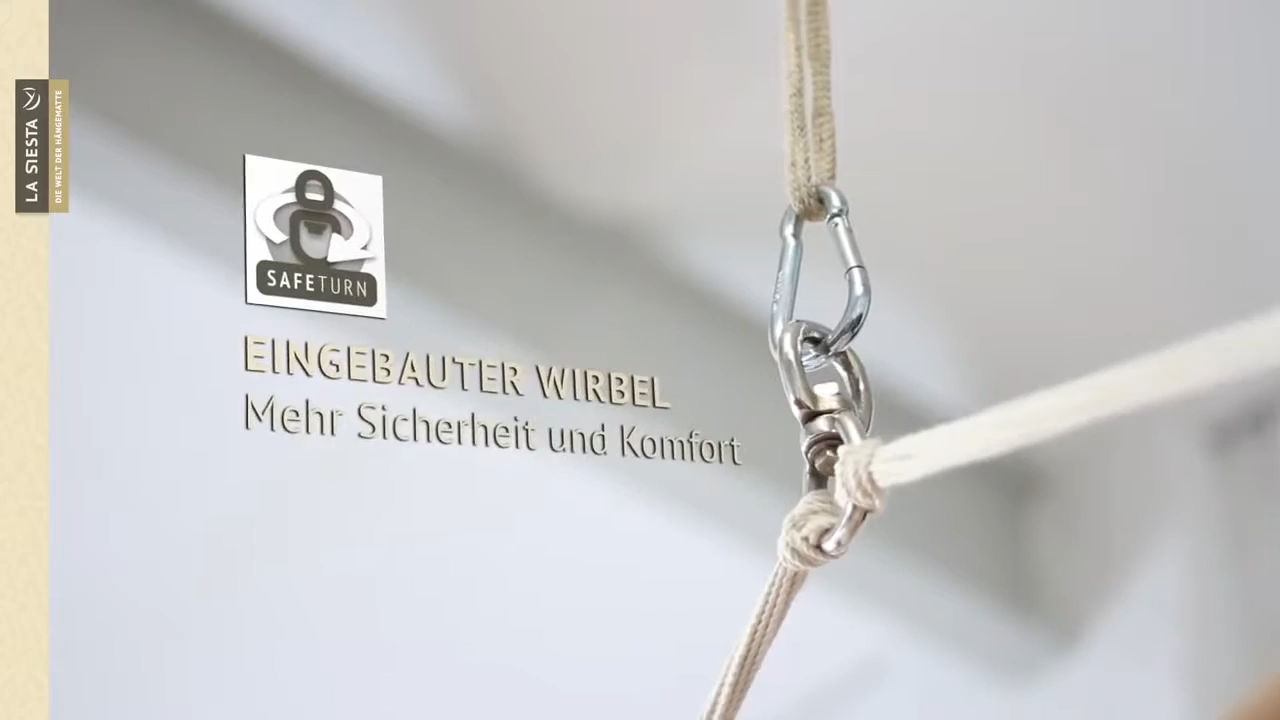 LA SIESTA
DIE WELT DER HÄNGEMATTE
SAFETURN
EINGEBAUTER WIRBEL
Mehr Sicherheit und Komfort